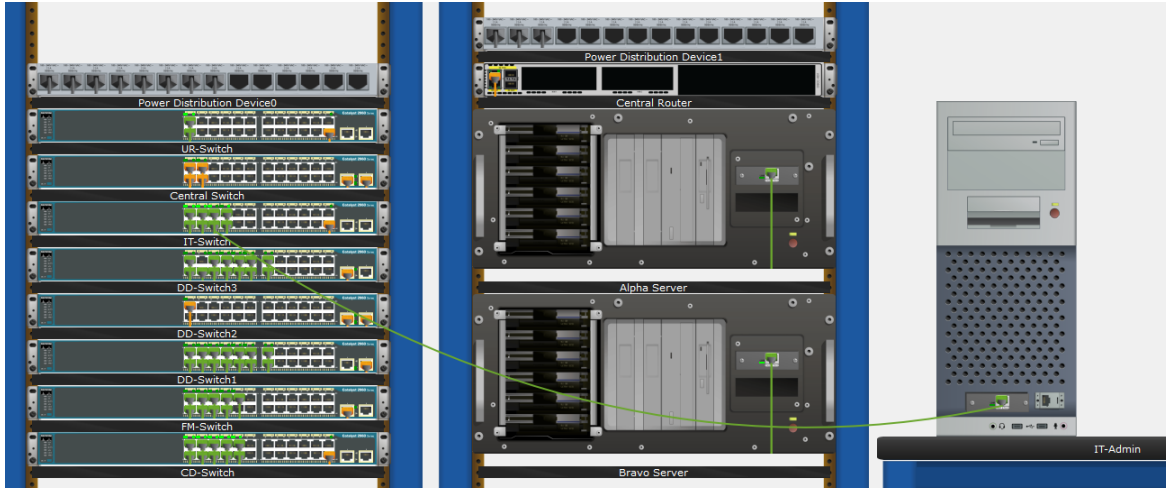 Power Distribution Device0
UR-Switch
Central Switch
IT-Switch
DD-Switch3
DD-Switch2
DD-Switch1
FM-Switch
CD-Switch
Power Distribution Device1
Central Router
Alpha Server
Bravo Server
IT-Admin